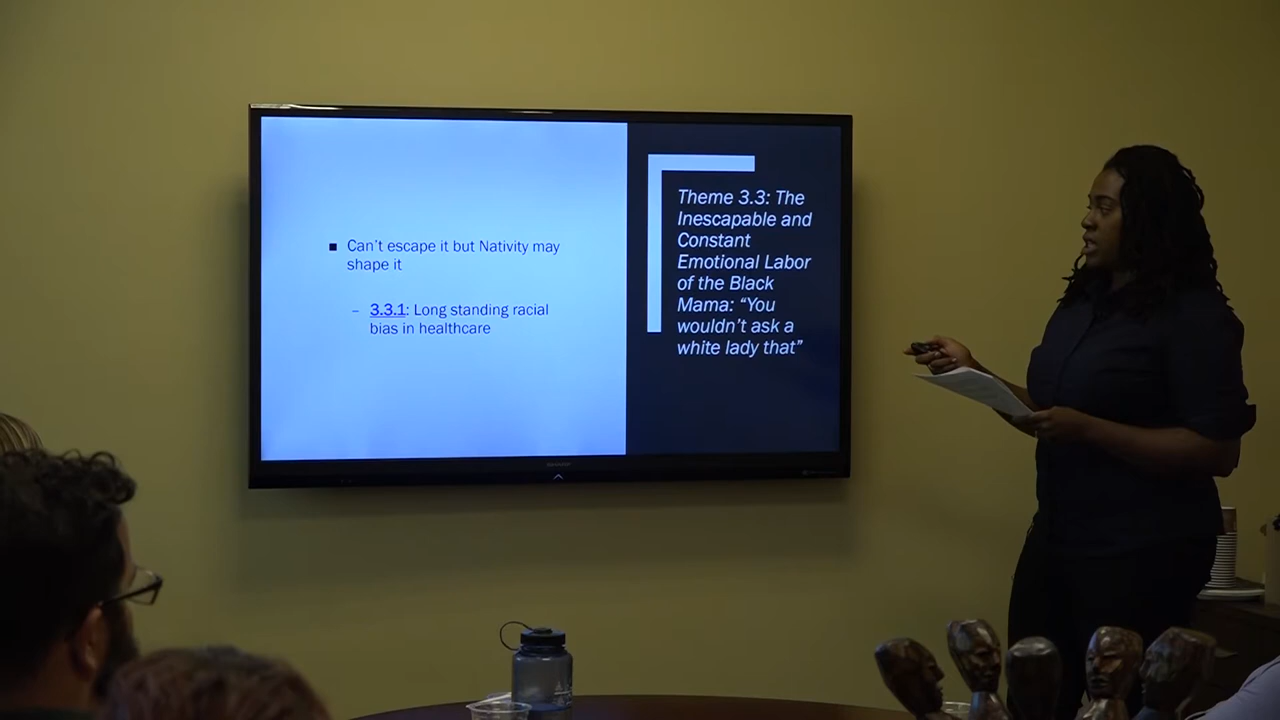 Can't escape it but Nativity may
shape it
– 3.3.1: Long standing racial
bias in healthcare
Theme 3.3: The
Inescapable and
Constant
Emotional Labor
of the Black
Mama: “You
wouldn't ask a
white lady that”
SHARP